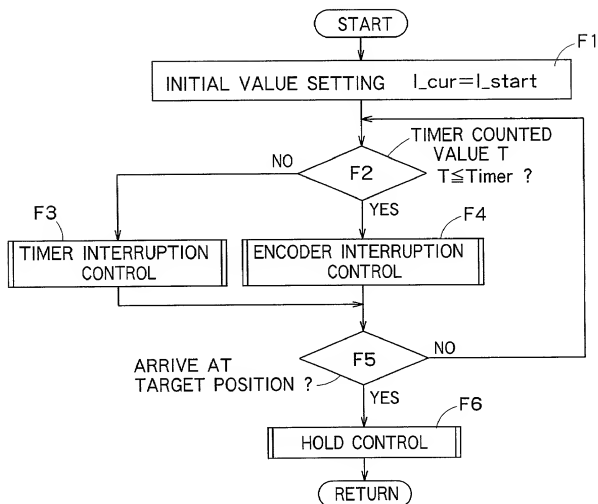 START
F1
INITIAL VALUE SETTING I_cur=I_start
TIMER COUNTED
VALUE T
T≦Timer ?
NO
F2
YES
F3
F4
TIMER INTERRUPTION
CONTROL
ENCODER INTERRUPTION
CONTROL
ARRIVE AT
TARGET POSITION ?
F5
NO
YES
F6
HOLD CONTROL
RETURN